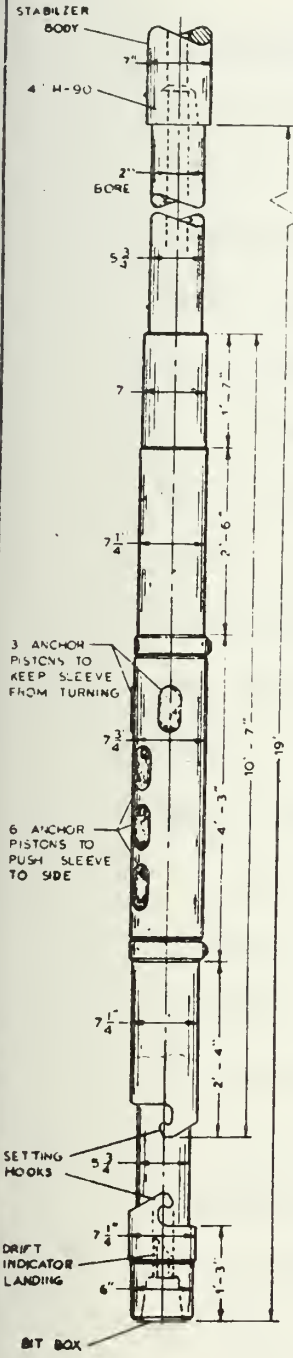 STABILIZER
BODY
7"
4" H-90
2"
BORE
5 3/4
7
1'-7"
2'-6"
7 1/4"
3 ANCHOR
PISTONS TO
KEEP SLEEVE
FROM TURNING
7 3/4"
10'-7"
19'
4'-3"
6 ANCHOR
PISTONS TO
PUSH SLEEVE
TO SIDE
7 1/4"
2'-4"
SETTING
HOOKS
5 3/4
7 1/4"
DRIFT
INDICATOR
LANDING
6"
1'-3"
BIT BOX